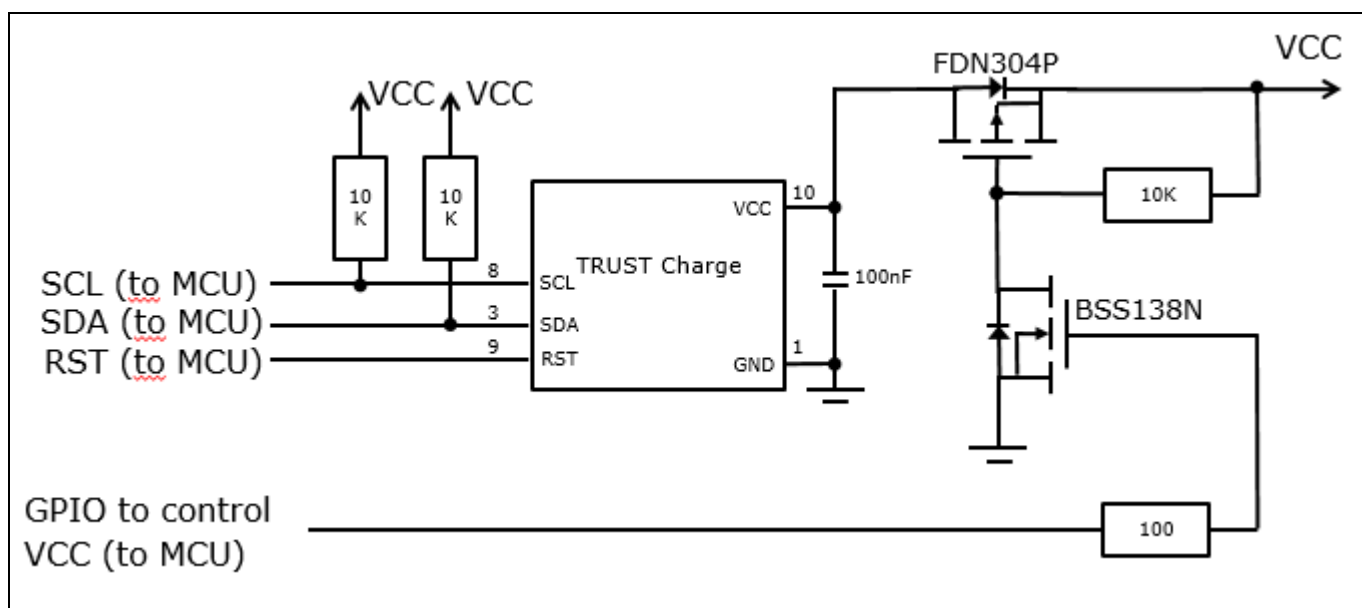 VCC
FDN304P
VCC VCC
10
K
10
K
10K
VCC 10
TRUST Charge
100nF
SCL (to MCU) 8 SCL
SDA (to MCU) 3 SDA
RST (to MCU) 9 RST
GND 1
BSS138N
GPIO to control
VCC (to MCU)
100